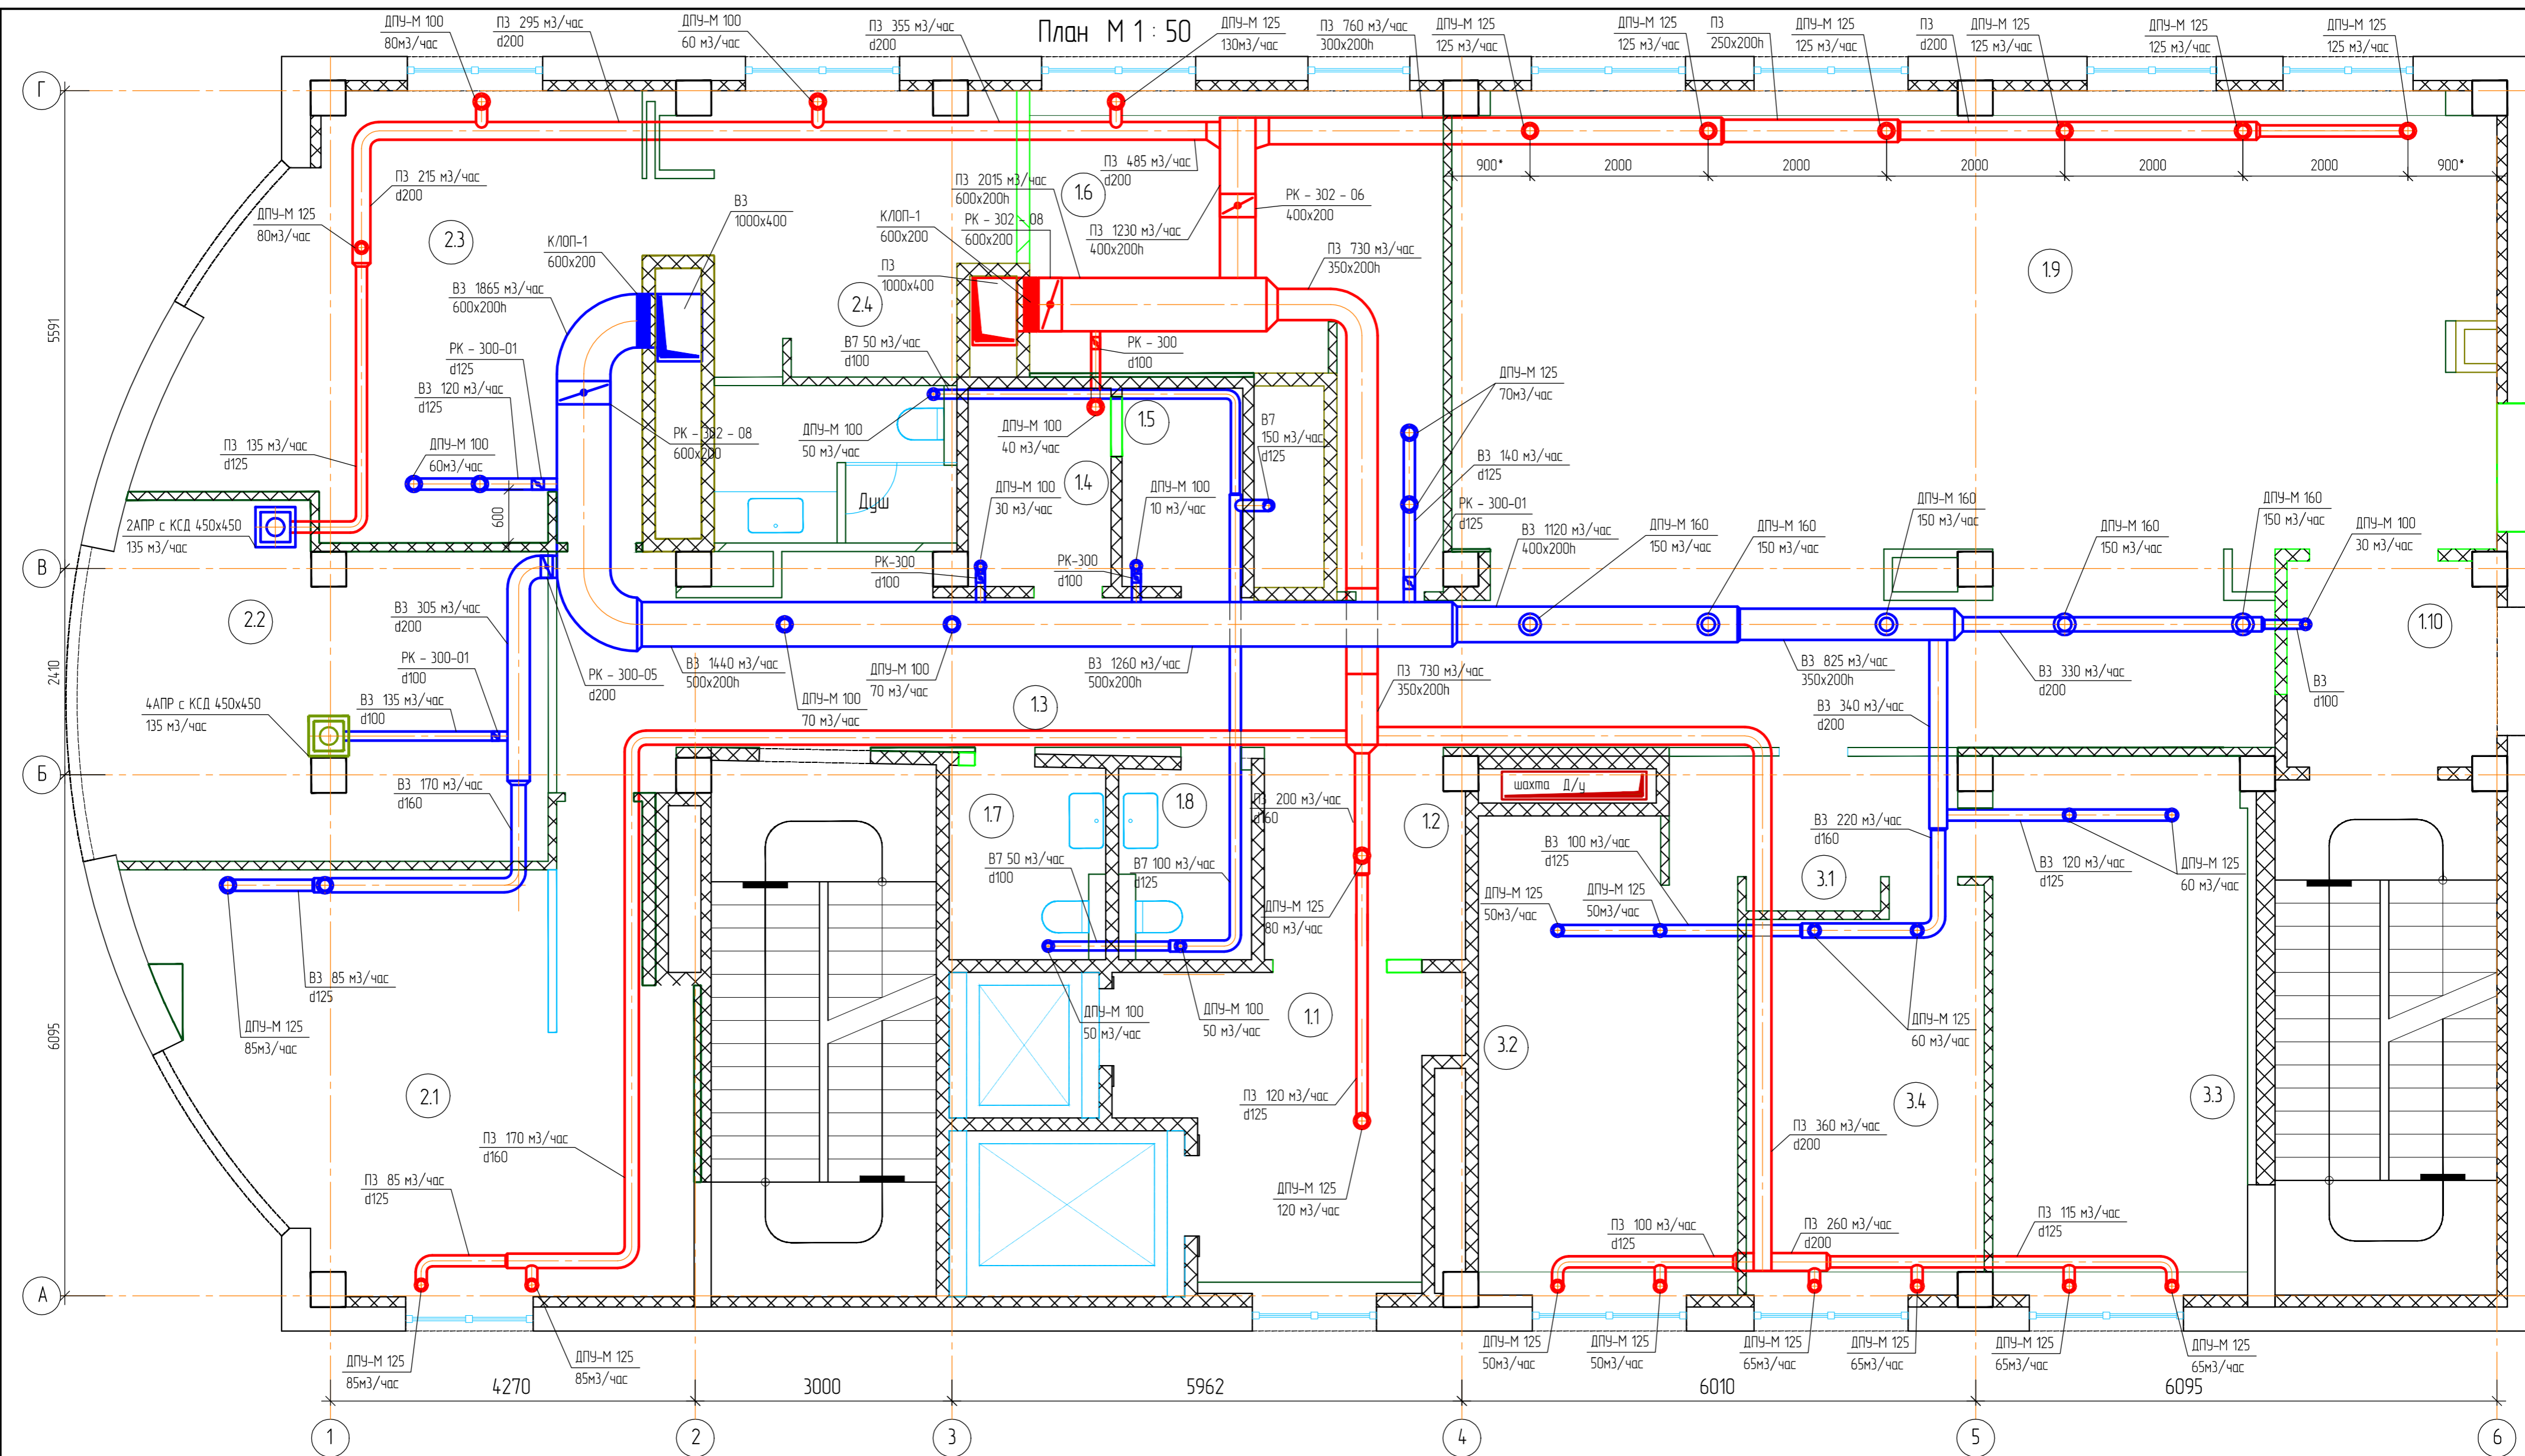 План М 1 : 50
ДПУ-М 100
80м3/час
П3 295 м3/час
d200
ДПУ-М 100
60 м3/час
П3 355 м3/час
d200
ДПУ-М 125
130м3/час
П3 760 м3/час
300х200h
ДПУ-М 125
125 м3/час
ДПУ-М 125
125 м3/час
П3
250х200h
ДПУ-М 125
125 м3/час
П3
d200
ДПУ-М 125
125 м3/час
ДПУ-М 125
125 м3/час
ДПУ-М 125
125 м3/час
Г
П3 215 м3/час
d200
ДПУ-М 125
80м3/час
2.3
КЛОП-1
600х200
В3
1000х400
В3 1865 м3/час
600х200h
П3 485 м3/час
d200
П3 2015 м3/час
600х200h
1.6
КЛОП-1
600х200
РК - 302 - 08
600х200
П3 1230 м3/час
400х200h
РК - 302 - 06
400х200
П3 730 м3/час
350х200h
П3
1000х400
2.4
900*
2000
2000
2000
2000
2000
900*
1.9
5591
РК - 300-01
d125
В3 120 м3/час
d125
ДПУ-М 100
60м3/час
П3 135 м3/час
d125
РК - 302 - 08
600х200
В7 50 м3/час
d100
РК - 300
d100
ДПУ-М 100
50 м3/час
ДПУ-М 100
40 м3/час
1.5
1.4
В7
150 м3/час
d125
ДПУ-М 125
70м3/час
В3 140 м3/час
d125
РК - 300-01
d125
Душ
ДПУ-М 100
30 м3/час
ДПУ-М 100
10 м3/час
600
2АПР с КСД 450х450
135 м3/час
РК-300
d100
РК-300
d100
В3 1120 м3/час
400х200h
ДПУ-М 160
150 м3/час
ДПУ-М 160
150 м3/час
ДПУ-М 160
150 м3/час
ДПУ-М 160
150 м3/час
ДПУ-М 160
150 м3/час
ДПУ-М 100
30 м3/час
В
2.2
В3 305 м3/час
d200
РК - 300-01
d100
В3 135 м3/час
d100
4АПР с КСД 450х450
135 м3/час
РК - 300-05
d200
В3 1440 м3/час
500х200h
ДПУ-М 100
70 м3/час
ДПУ-М 100
70 м3/час
1.3
В3 1260 м3/час
500х200h
П3 730 м3/час
350х200h
В3 825 м3/час
350х200h
В3 340 м3/час
d200
В3 330 м3/час
d200
В3
d100
1.10
2410
Б
В3 170 м3/час
d160
1.7
1.8
П3 200 м3/час
d160
1.2
шахта Д/у
В3 100 м3/час
d125
В3 220 м3/час
d160
3.1
В3 120 м3/час
d125
ДПУ-М 125
60 м3/час
В7 50 м3/час
d100
В7 100 м3/час
d125
ДПУ-М 125
80 м3/час
ДПУ-М 125
50м3/час
ДПУ-М 125
50м3/час
В3 85 м3/час
d125
ДПУ-М 125
85м3/час
ДПУ-М 100
50 м3/час
ДПУ-М 100
50 м3/час
1.1
3.2
ДПУ-М 125
60 м3/час
6095
2.1
П3 120 м3/час
d125
3.4
3.3
П3 170 м3/час
d160
П3 360 м3/час
d200
П3 85 м3/час
d125
ДПУ-М 125
120 м3/час
П3 100 м3/час
d125
П3 260 м3/час
d200
П3 115 м3/час
d125
А
ДПУ-М 125
85м3/час
ДПУ-М 125
85м3/час
ДПУ-М 125
50м3/час
ДПУ-М 125
50м3/час
ДПУ-М 125
65м3/час
ДПУ-М 125
65м3/час
ДПУ-М 125
65м3/час
ДПУ-М 125
65м3/час
4270
3000
5962
6010
6095
1
2
3
4
5
6